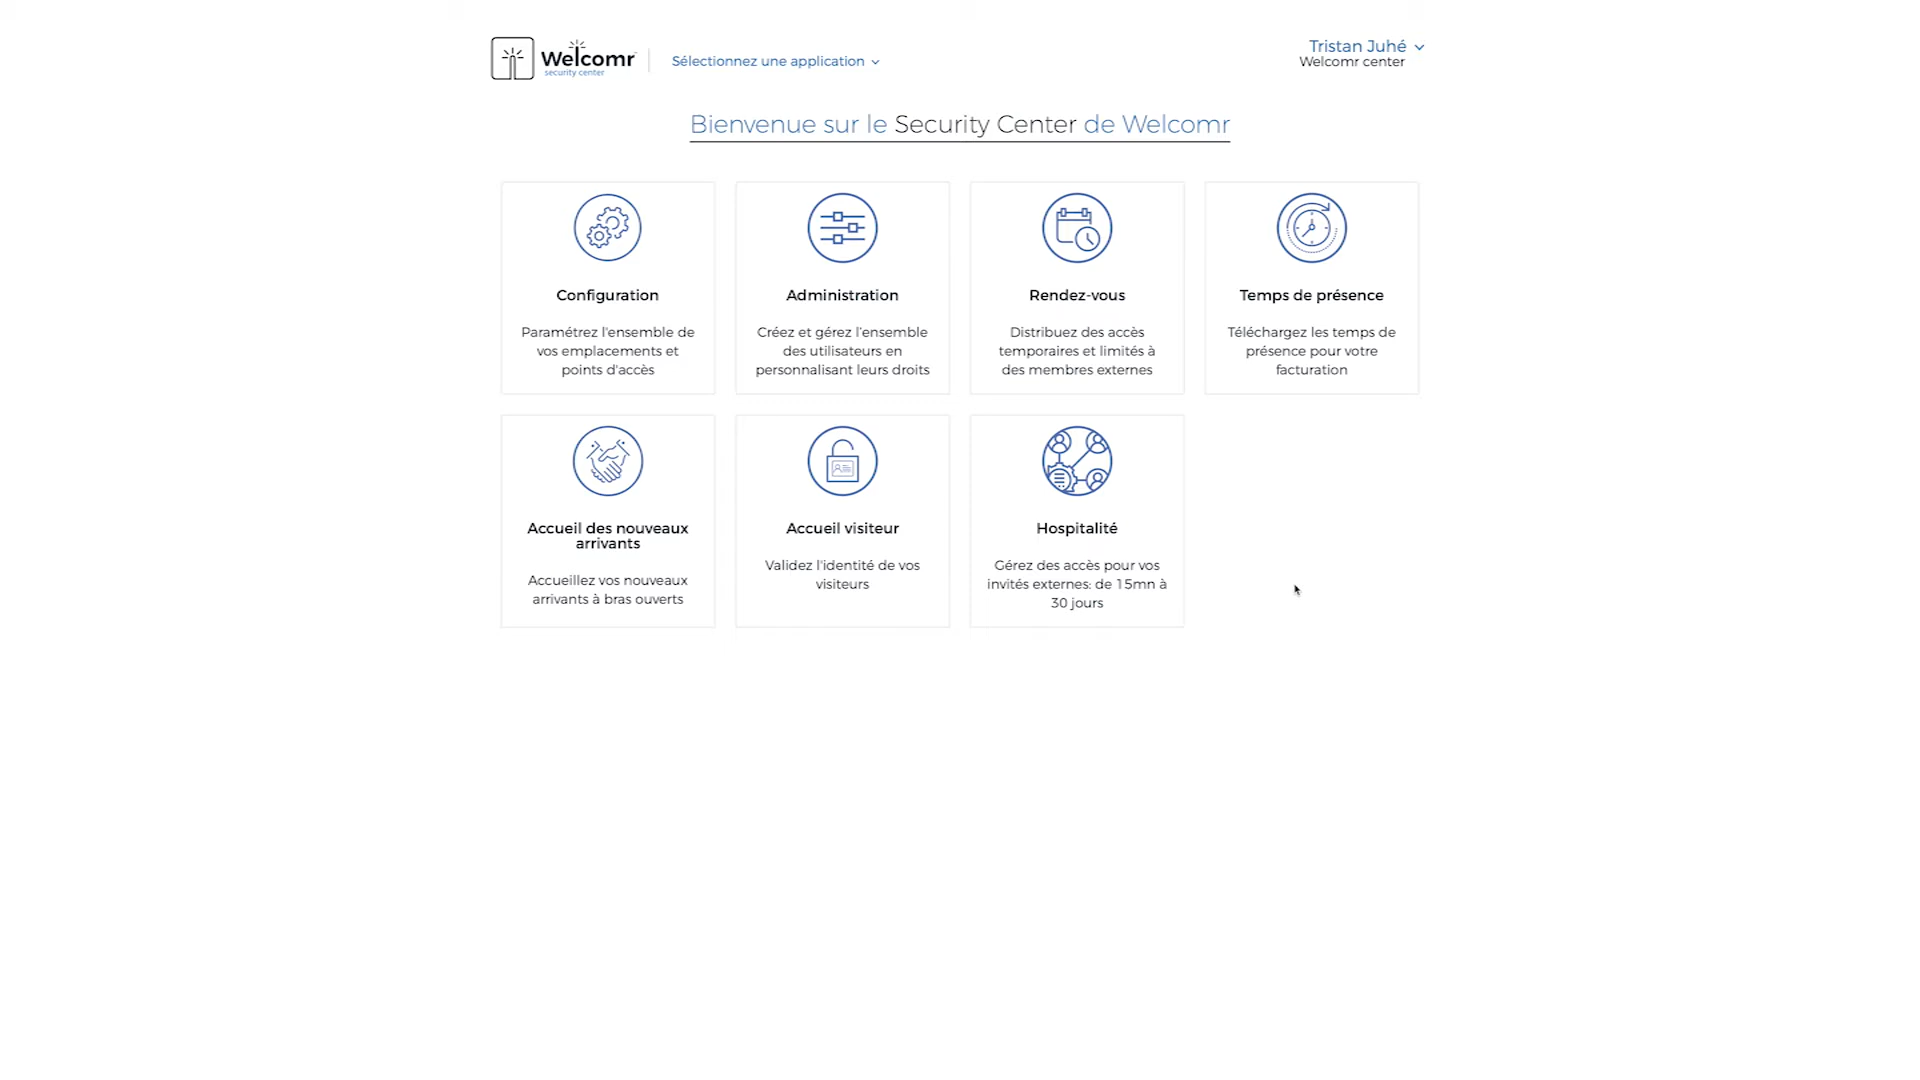 Welcomr
security center
Sélectionnez une application
Tristan Juhé
Welcomr center
Bienvenue sur le Security Center de Welcomr
Configuration
Paramétrez l'ensemble de
vos emplacements et
points d'accès
Administration
Créez et gérez l'ensemble
des utilisateurs en
personnalisant leurs droits
Rendez-vous
Distribuez des accès
temporaires et limités à
des membres externes
Temps de présence
Téléchargez les temps de
présence pour votre
facturation
Accueil des nouveaux
arrivants
Accueillez vos nouveaux
arrivants à bras ouverts
Accueil visiteur
Validez l'identité de vos
visiteurs
Hospitalité
Gérez des accès pour vos
invités externes: de 15mn à
30 jours